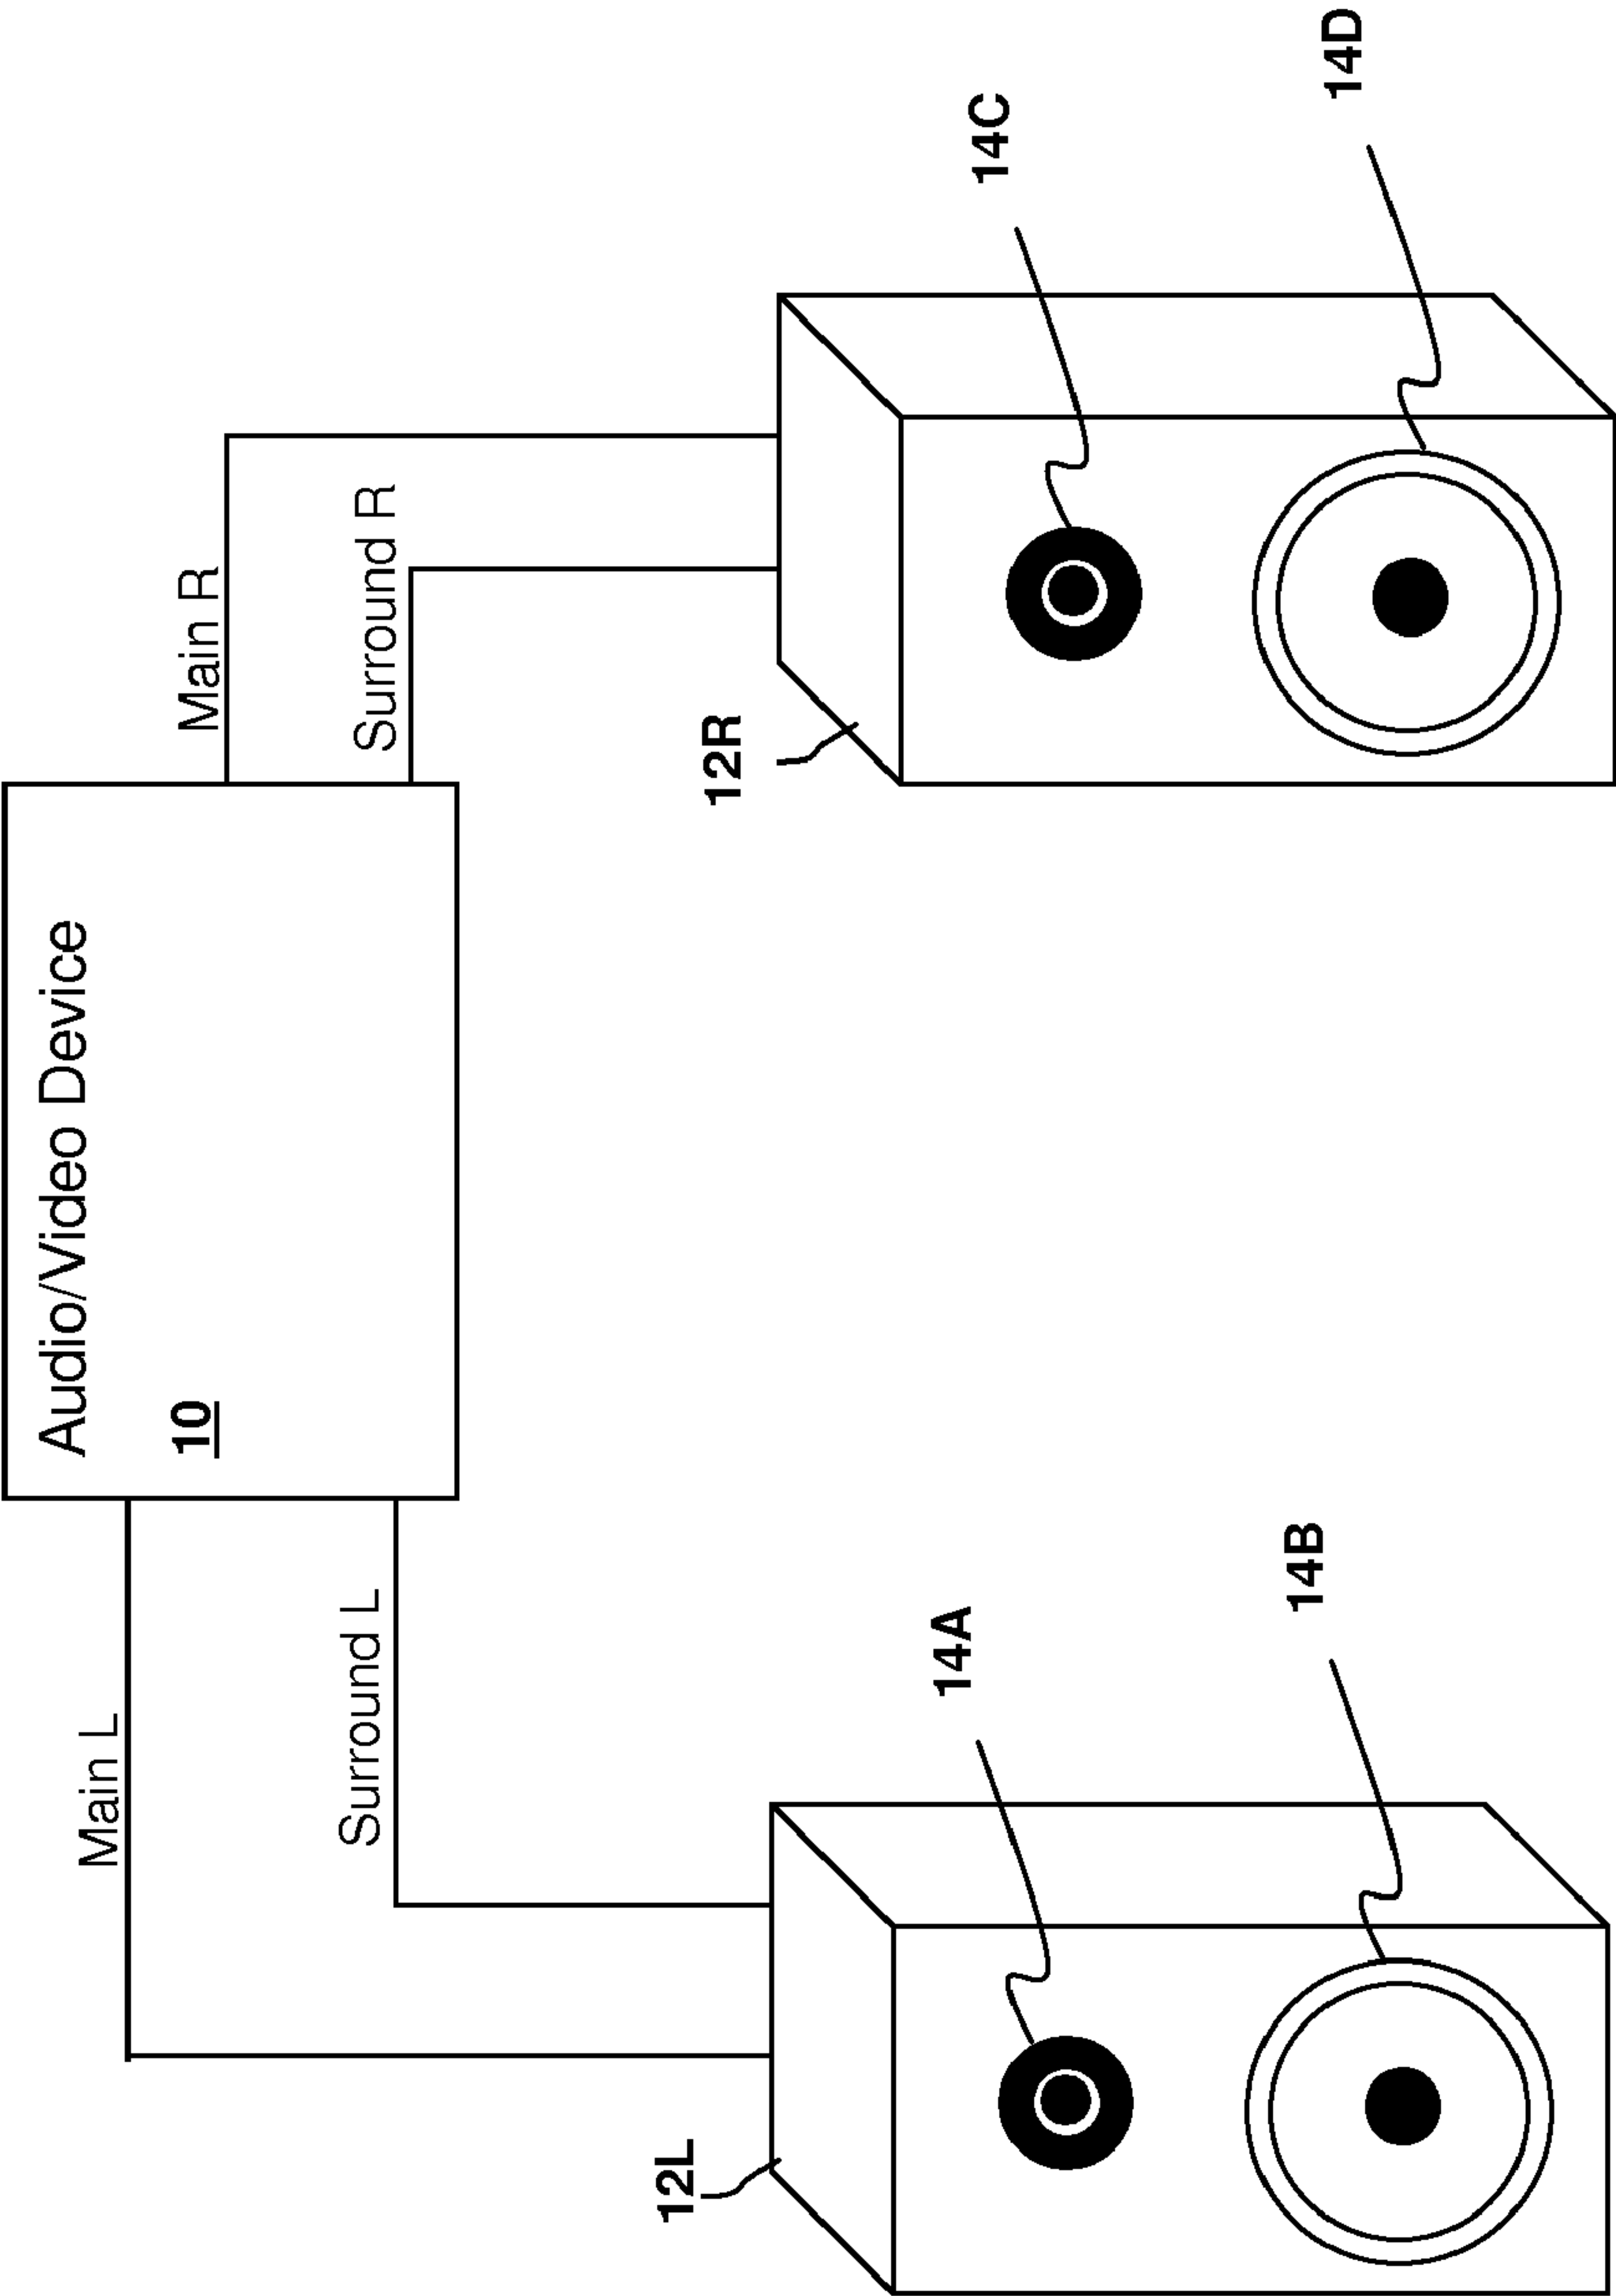 Audio/Video Device
10
Main L
Main R
Surround L
Surround R
12L
12R
14A
14C
14B
14D